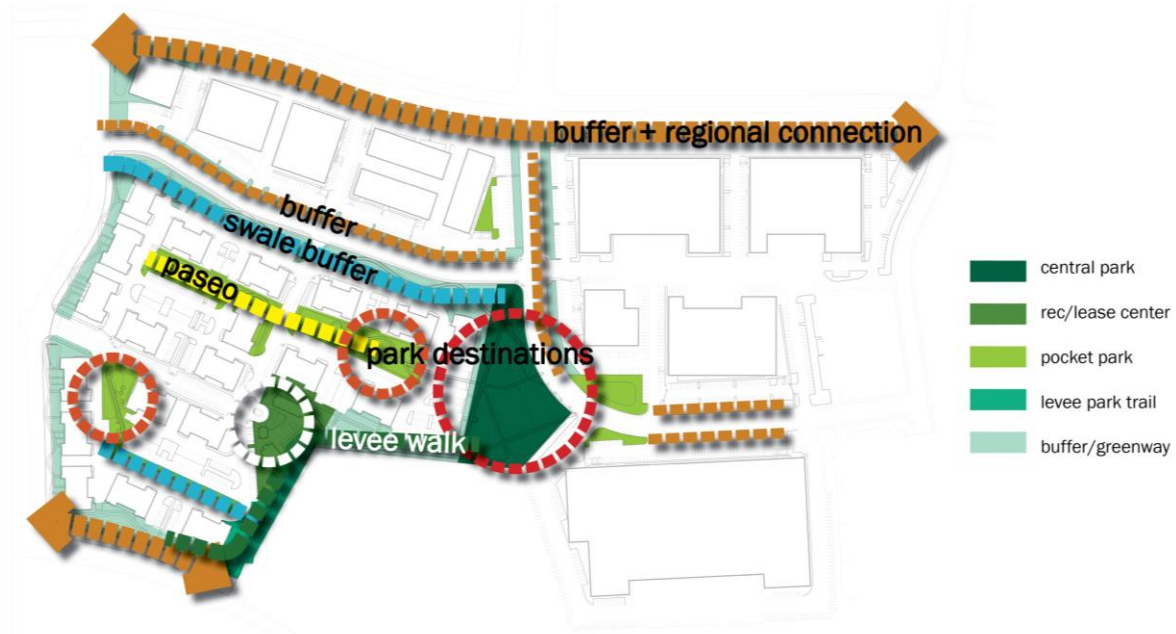 buffer + regional connection
buffer
swale buffer
paseo
park destinations
levee walk
central park
rec/lease center
pocket park
levee park trail
buffer/greenway